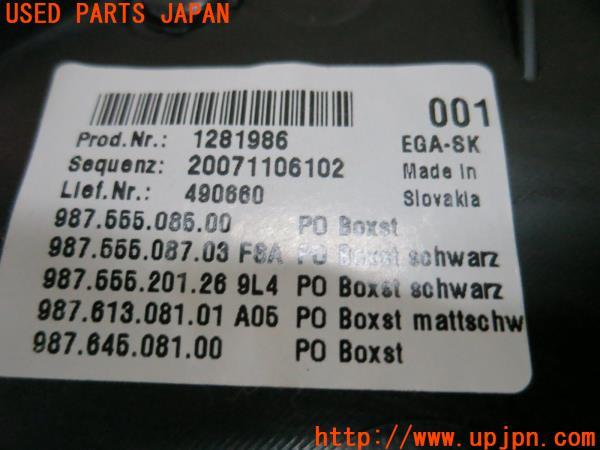 USED PARTS JAPAN
001
Prod.Nr.: 1281986 EGA-SK
Sequenz: 20071106102 Made in
Lief.Nr.: 490660 Slovakia
987.555.085.00 PO Boxst
987.555.087.03 F8A PO Boxst schwarz
987.555.201.26 9L4 PO Boxst schwarz
987.613.081.01 A05 PO Boxst mattschw
987.645.081.00 PO Boxst
UPJ
http://www.upjpn.com